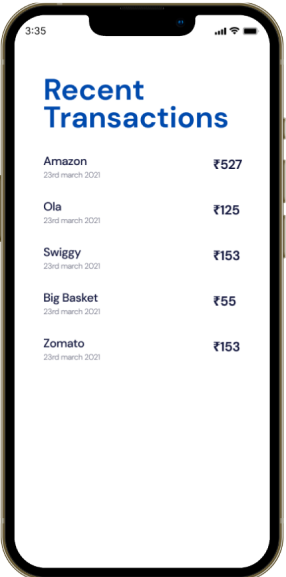 3:35
Recent
Transactions
Amazon ₹527
23rd march 2021
Ola ₹125
23rd march 2021
Swiggy ₹153
23rd march 2021
Big Basket ₹55
23rd march 2021
Zomato ₹153
23rd march 2021